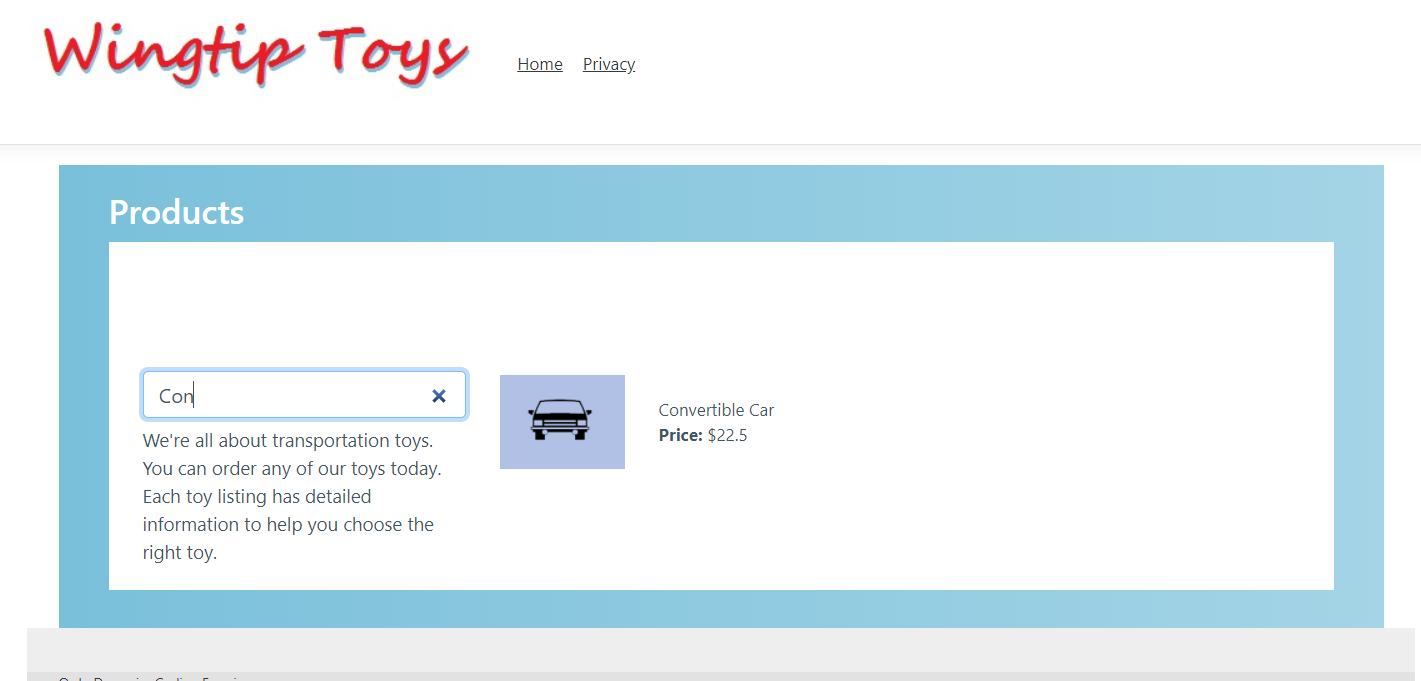 Wingtip Toys
Home Privacy
Products
Con
We're all about transportation toys.
You can order any of our toys today.
Each toy listing has detailed
information to help you choose the
right toy.
Convertible Car
Price: $22.5